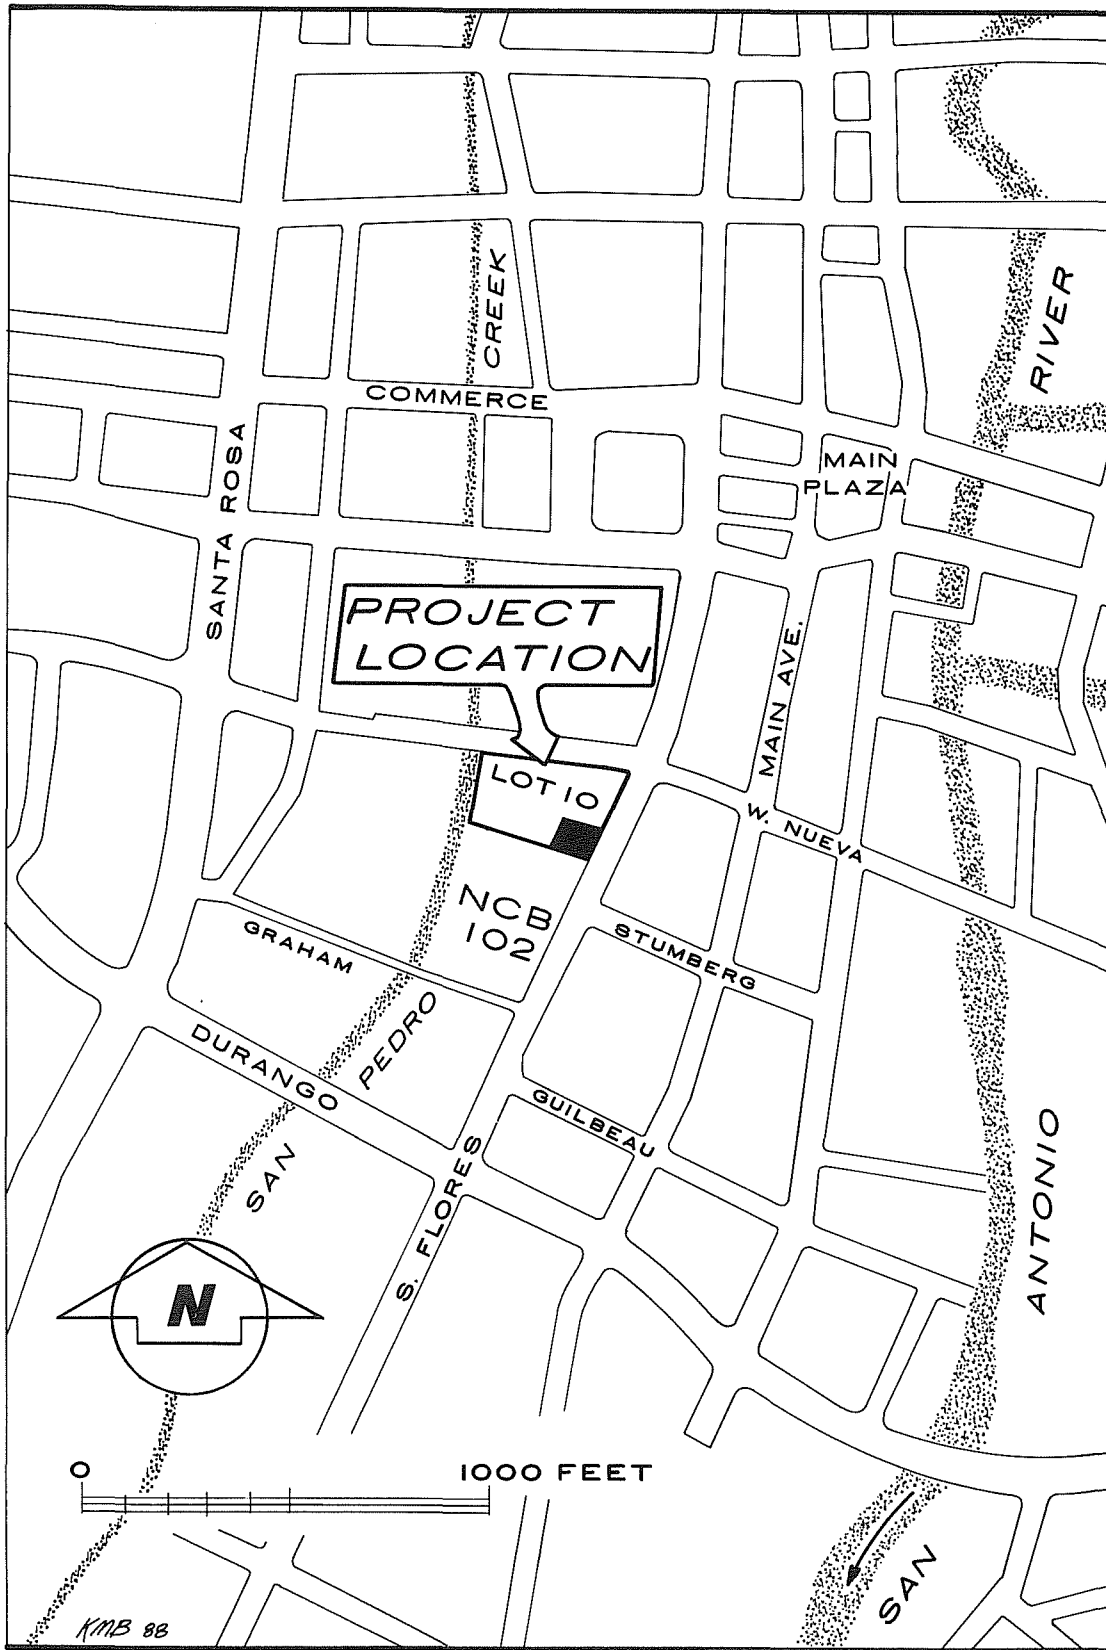 CREEK
RIVER
COMMERCE
SANTA ROSA
MAIN
PLAZA
PROJECT
LOCATION
MAIN AVE.
LOT 10
W. NUEVA
NCB
102
GRAHAM
STUMBERG
PEDRO
DURANGO
GUILBEAU
SAN
S. FLORES
ANTONIO
N
0
1000 FEET
SAN
KMB 88